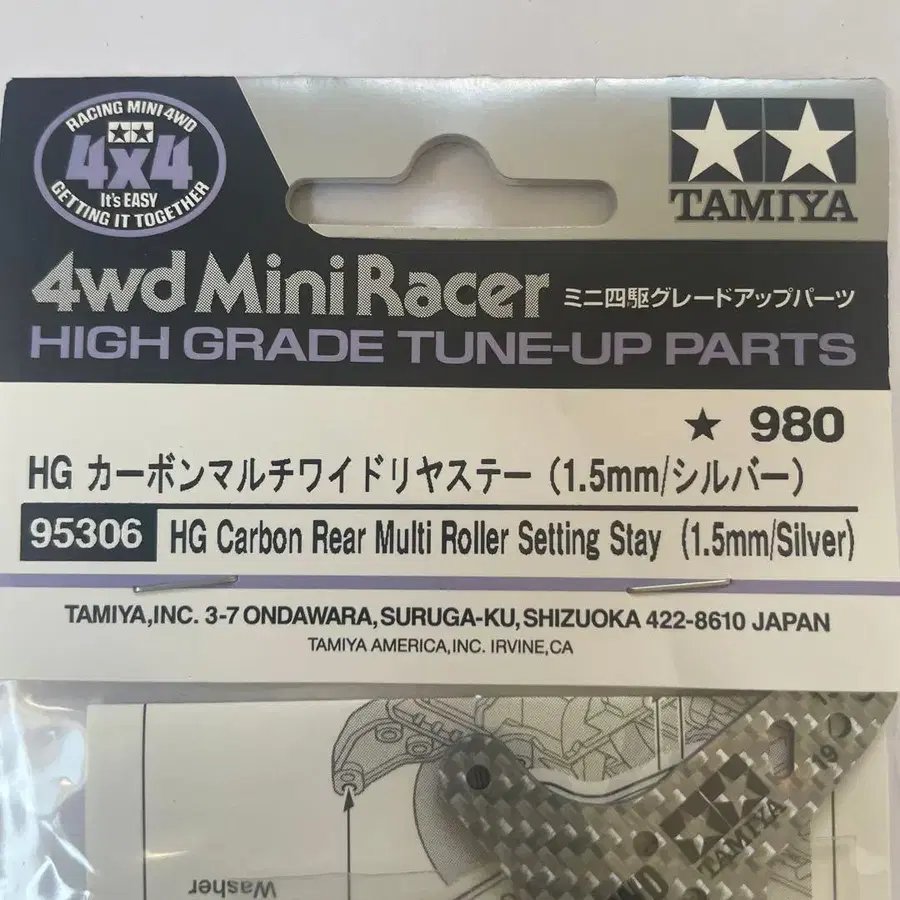 RACING MINI 4WD
4x4
It's EASY
GETTING IT TOGETHER
TAMIYA
4wd Mini Racer ミニ四駆グレードアップパーツ
HIGH GRADE TUNE-UP PARTS
★ 980
HG カーボンマルチワイドリヤステー (1.5mm/シルバー)
95306 HG Carbon Rear Multi Roller Setting Stay (1.5mm/Silver)
TAMIYA,INC. 3-7 ONDAWARA,SURUGA-KU,SHIZUOKA 422-8610 JAPAN
TAMIYA AMERICA,INC. IRVINE,CA
19
TAMIYA
Washer